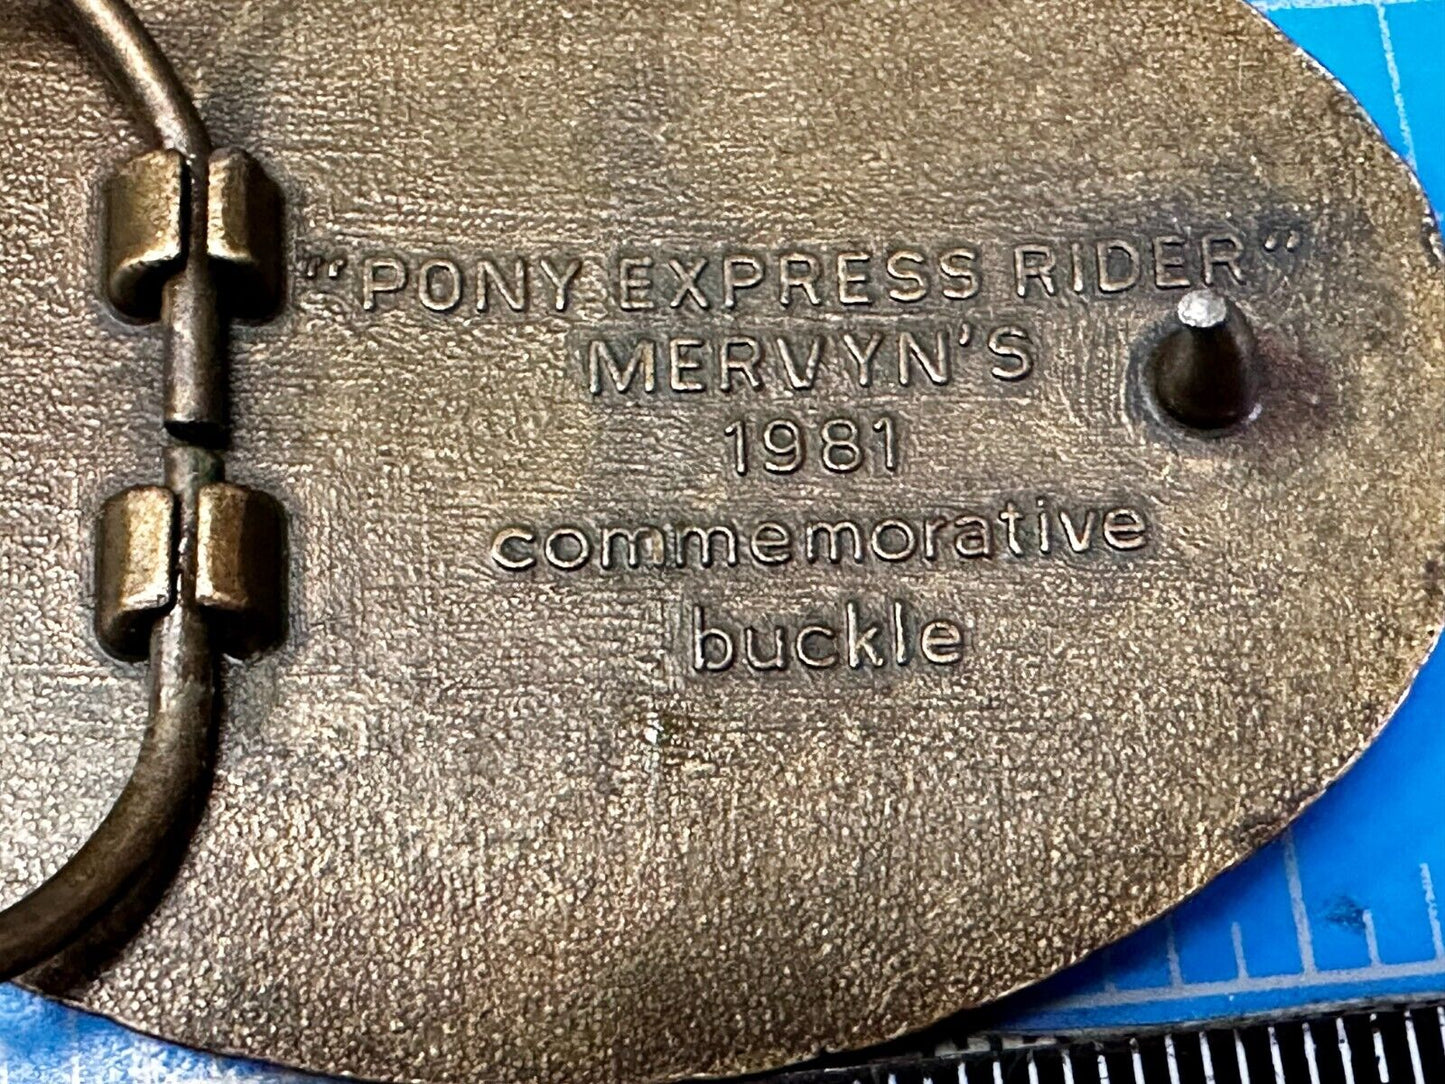 "PONY EXPRESS RIDER"
MERVYN'S
1981
commemorative
buckle